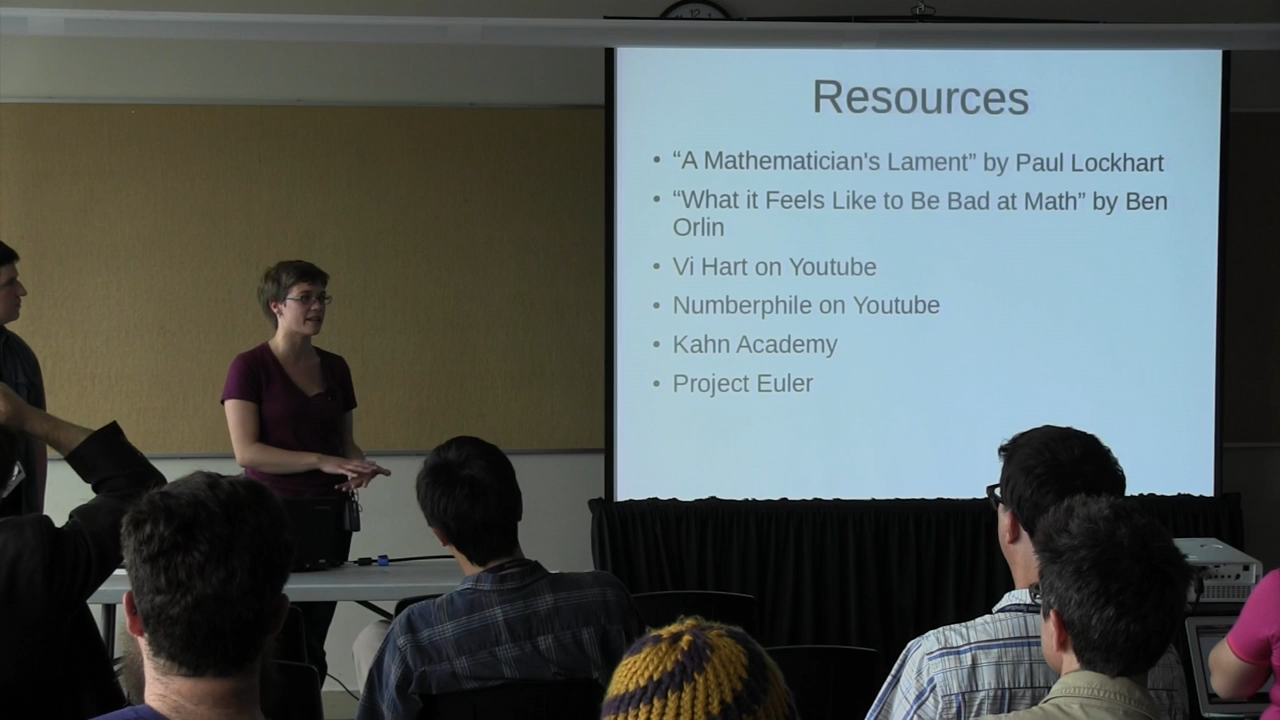 12
Resources
• “A Mathematician's Lament” by Paul Lockhart
• “What it Feels Like to Be Bad at Math” by Ben
Orlin
• Vi Hart on Youtube
• Numberphile on Youtube
• Kahn Academy
• Project Euler